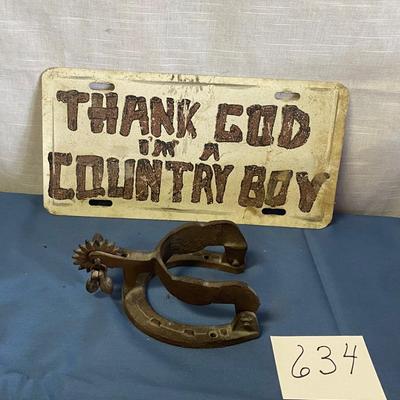 THANK GOD
I'M A
COUNTRY BOY
634